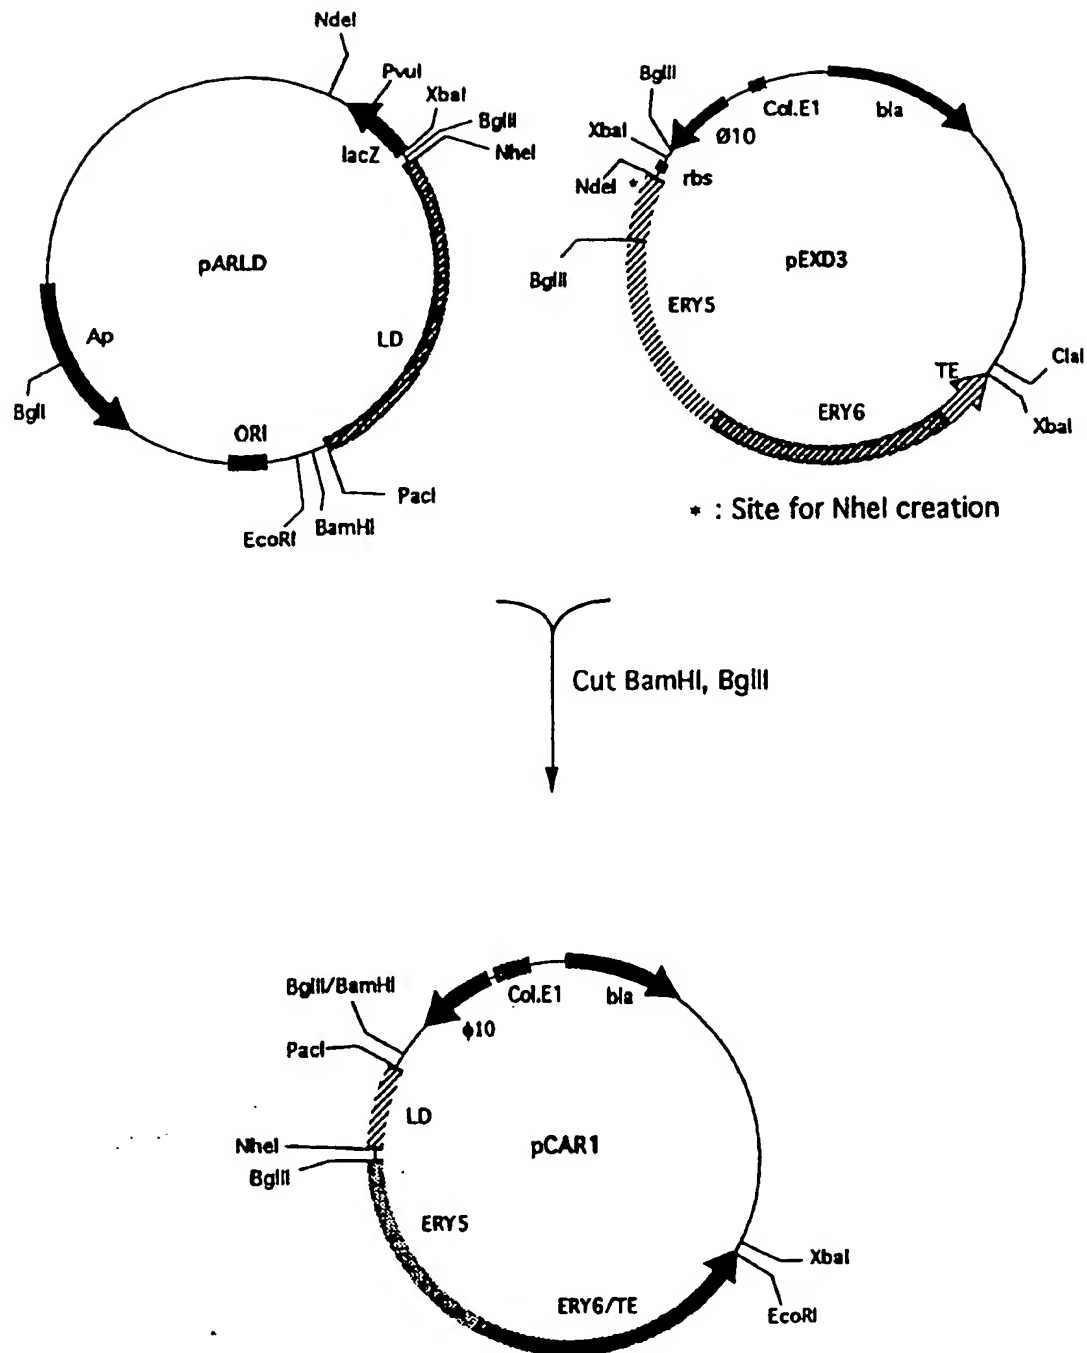 NdeI
PvuI
XbaI
BglII
NheI
lacZ
pARLD
LD
Ap
BglI
ORI
PacI
BamHI
EcoRI
BglII
XbaI
NdeI
*
rbs
Ø10
Col.E1
bla
pEXD3
BglII
ERY5
ERY6
TE
ClaI
XbaI
* : Site for NheI creation
Cut BamHI, BglII
BglII/BamHI
PacI
ϕ10
Col.E1
bla
LD
pCAR1
NheI
BglII
ERY5
ERY6/TE
XbaI
EcoRI